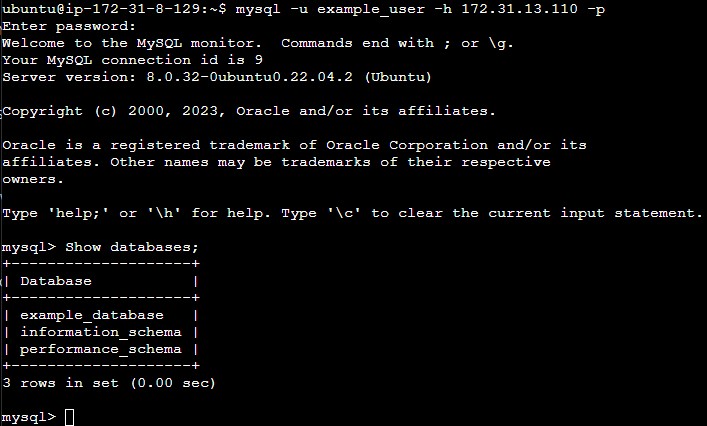 ubuntu@ip-172-31-8-129:~$ mysql -u example_user -h 172.31.13.110 -p
Enter password:
Welcome to the MySQL monitor.  Commands end with ; or \g.
Your MySQL connection id is 9
Server version: 8.0.32-0ubuntu0.22.04.2 (Ubuntu)

Copyright (c) 2000, 2023, Oracle and/or its affiliates.

Oracle is a registered trademark of Oracle Corporation and/or its
affiliates. Other names may be trademarks of their respective
owners.

Type 'help;' or '\h' for help. Type '\c' to clear the current input statement.

mysql> Show databases;
+--------------------+
| Database           |
+--------------------+
| example_database   |
| information_schema |
| performance_schema |
+--------------------+
3 rows in set (0.00 sec)

mysql>